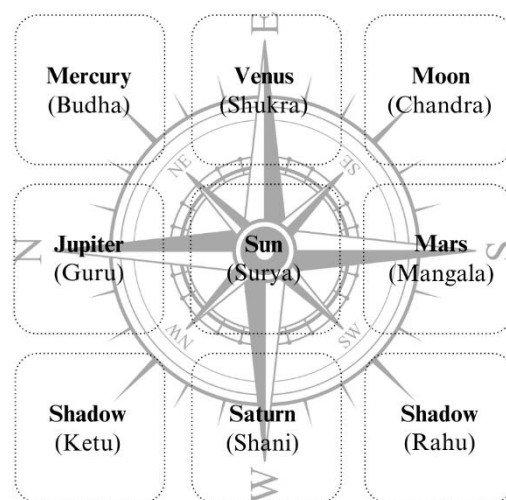 E
Mercury
(Budha)
Venus
(Shukra)
Moon
(Chandra)
NE
SE
N
Jupiter
(Guru)
Sun
(Surya)
Mars
(Mangala)
S
NW
SW
Shadow
(Ketu)
Saturn
(Shani)
Shadow
(Rahu)
W